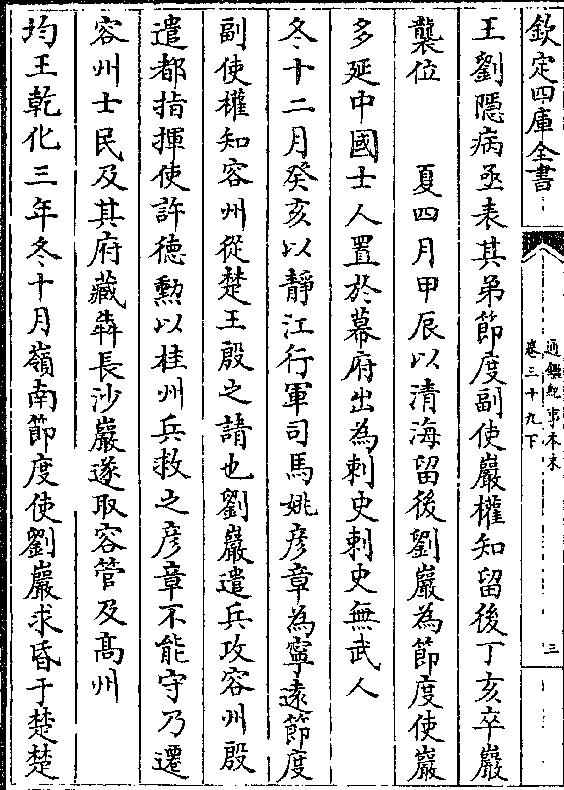 欽定四庫全書
通鑑紀事本末
卷三十九下
三
王劉隱病亟表其弟節度副使巖權知留後丁亥卒巖
襲位　夏四月甲辰以清海留後劉巖為節度使巖
多延中國士人置於幕府出為刺史刺史無武人
冬十二月癸亥以靜江行軍司馬姚彦章為寧遠節度
副使權知容州從楚王殷之請也劉巖遣兵攻容州殷
遣都指揮使許德勲以桂州兵救之彦章不能守乃遷
容州士民及其府藏犇長沙巖遂取容管及髙州
均王乾化三年冬十月嶺南節度使劉巖求昏于楚楚